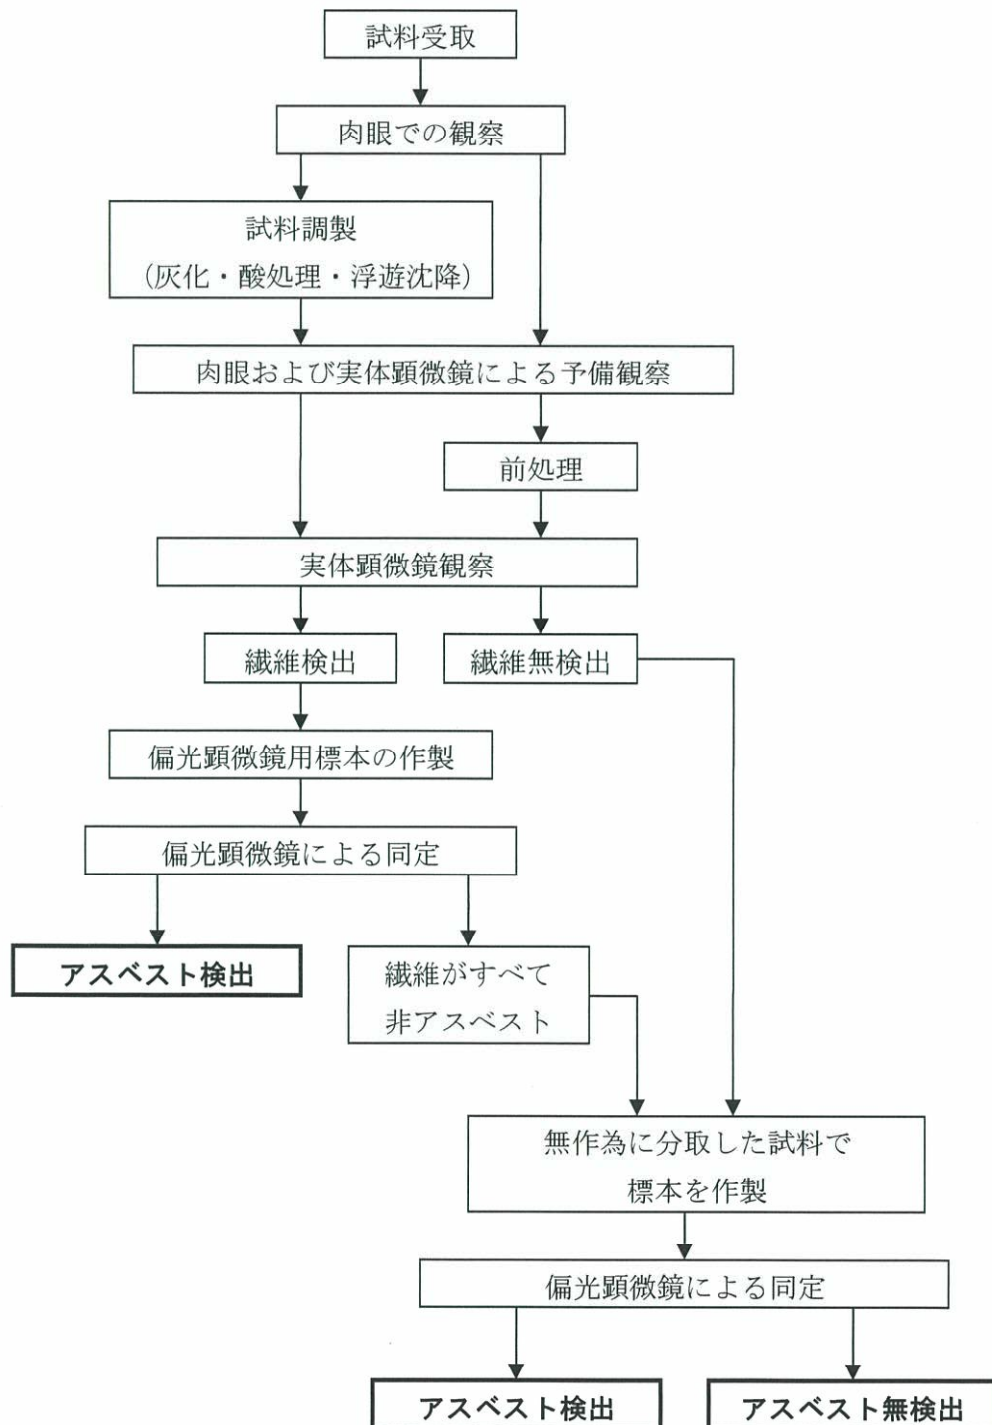 試料受取
肉眼での観察
試料調製
（灰化・酸処理・浮遊沈降）
肉眼および実体顕微鏡による予備観察
前処理
実体顕微鏡観察
繊維検出
繊維無検出
偏光顕微鏡用標本の作製
偏光顕微鏡による同定
アスベスト検出
繊維がすべて
非アスベスト
無作為に分取した試料で
標本を作製
偏光顕微鏡による同定
アスベスト検出
アスベスト無検出